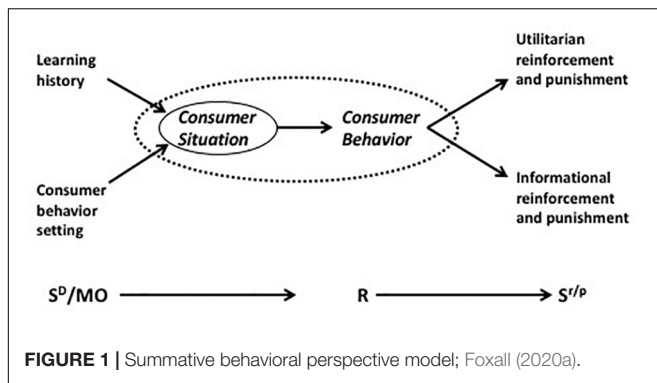 Learning
history
Consumer
behavior
setting
Consumer
Situation
Consumer
Behavior
Utilitarian
reinforcement
and punishment
Informational
reinforcement
and punishment
Sᴰ/MO
R
Sʳ/ᵖ
FIGURE 1 | Summative behavioral perspective model; Foxall (2020a).